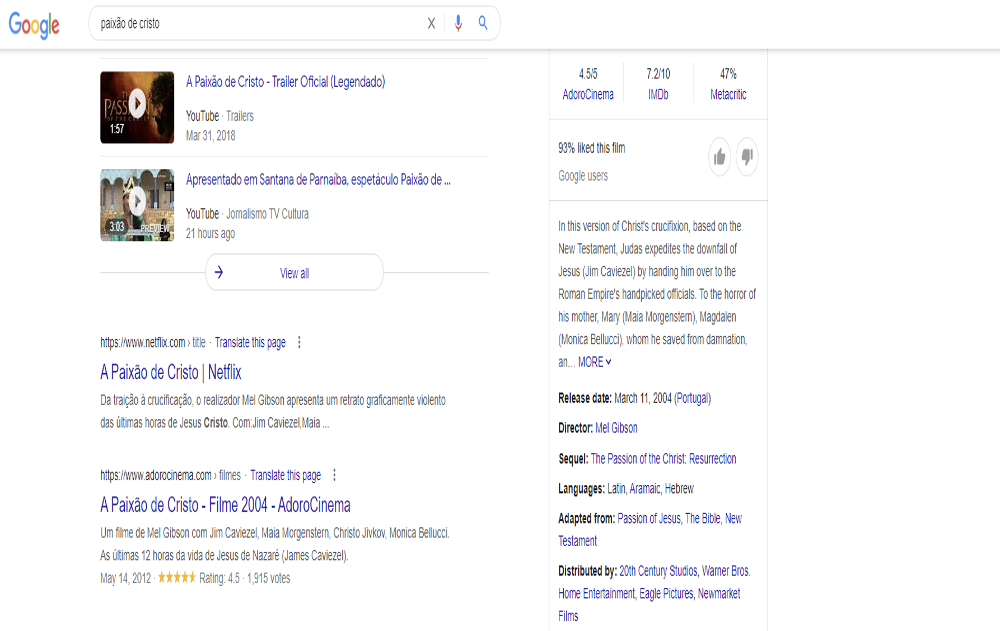 Google
paixão de cristo
THE
PASSION
OF THE CHRIST
1:57
A Paixão de Cristo - Trailer Oficial (Legendado)
YouTube · Trailers
Mar 31, 2018
3:03
PREVIEW
Apresentado em Santana de Parnaíba, espetáculo Paixão de ...
YouTube · Jornalismo TV Cultura
21 hours ago
View all
https://www.netflix.com › title · Translate this page
A Paixão de Cristo | Netflix
Da traição à crucificação, o realizador Mel Gibson apresenta um retrato graficamente violento
das últimas horas de Jesus Cristo. Com:Jim Caviezel,Maia ...
https://www.adorocinema.com › filmes · Translate this page
A Paixão de Cristo - Filme 2004 - AdoroCinema
Um filme de Mel Gibson com Jim Caviezel, Maia Morgenstern, Christo Jivkov, Monica Bellucci.
As últimas 12 horas da vida de Jesus de Nazaré (James Caviezel).
May 14, 2012 · Rating: 4.5 · 1,915 votes
4.5/5
AdoroCinema
7.2/10
IMDb
47%
Metacritic
93% liked this film
Google users
In this version of Christ's crucifixion, based on the
New Testament, Judas expedites the downfall of
Jesus (Jim Caviezel) by handing him over to the
Roman Empire's handpicked officials. To the horror of
his mother, Mary (Maia Morgenstern), Magdalen
(Monica Bellucci), whom he saved from damnation,
an... MORE
Release date: March 11, 2004 (Portugal)
Director: Mel Gibson
Sequel: The Passion of the Christ: Resurrection
Languages: Latin, Aramaic, Hebrew
Adapted from: Passion of Jesus, The Bible, New
Testament
Distributed by: 20th Century Studios, Warner Bros.
Home Entertainment, Eagle Pictures, Newmarket
Films